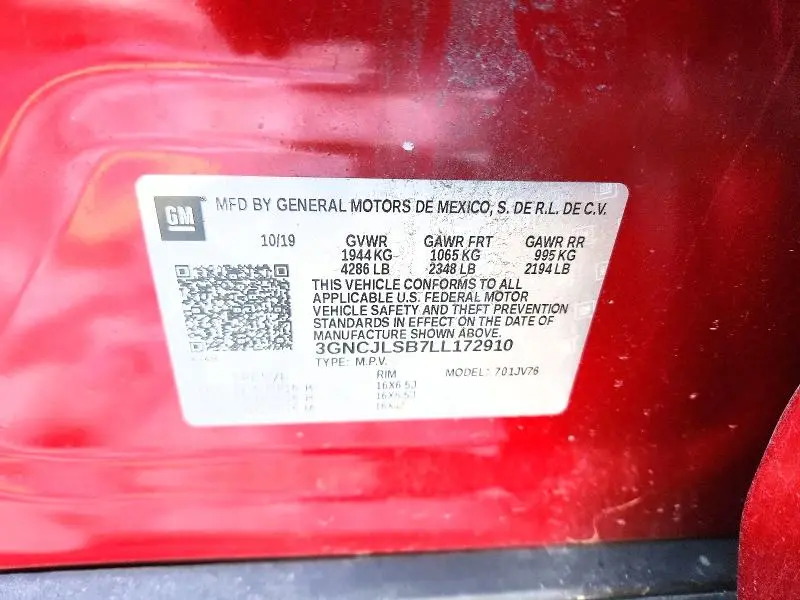 GM MFD BY GENERAL MOTORS DE MEXICO, S. DE R.L. DE C.V.
10/19 GVWR GAWR FRT GAWR RR
1944 KG 1065 KG 995 KG
4286 LB 2348 LB 2194 LB
THIS VEHICLE CONFORMS TO ALL
APPLICABLE U.S. FEDERAL MOTOR
VEHICLE SAFETY AND THEFT PREVENTION
STANDARDS IN EFFECT ON THE DATE OF
MANUFACTURE SHOWN ABOVE.
3GNCJLSB7LL172910
TYPE: M.P.V.
RIM MODEL: 701JV76
16X6.5J
16X6.5J